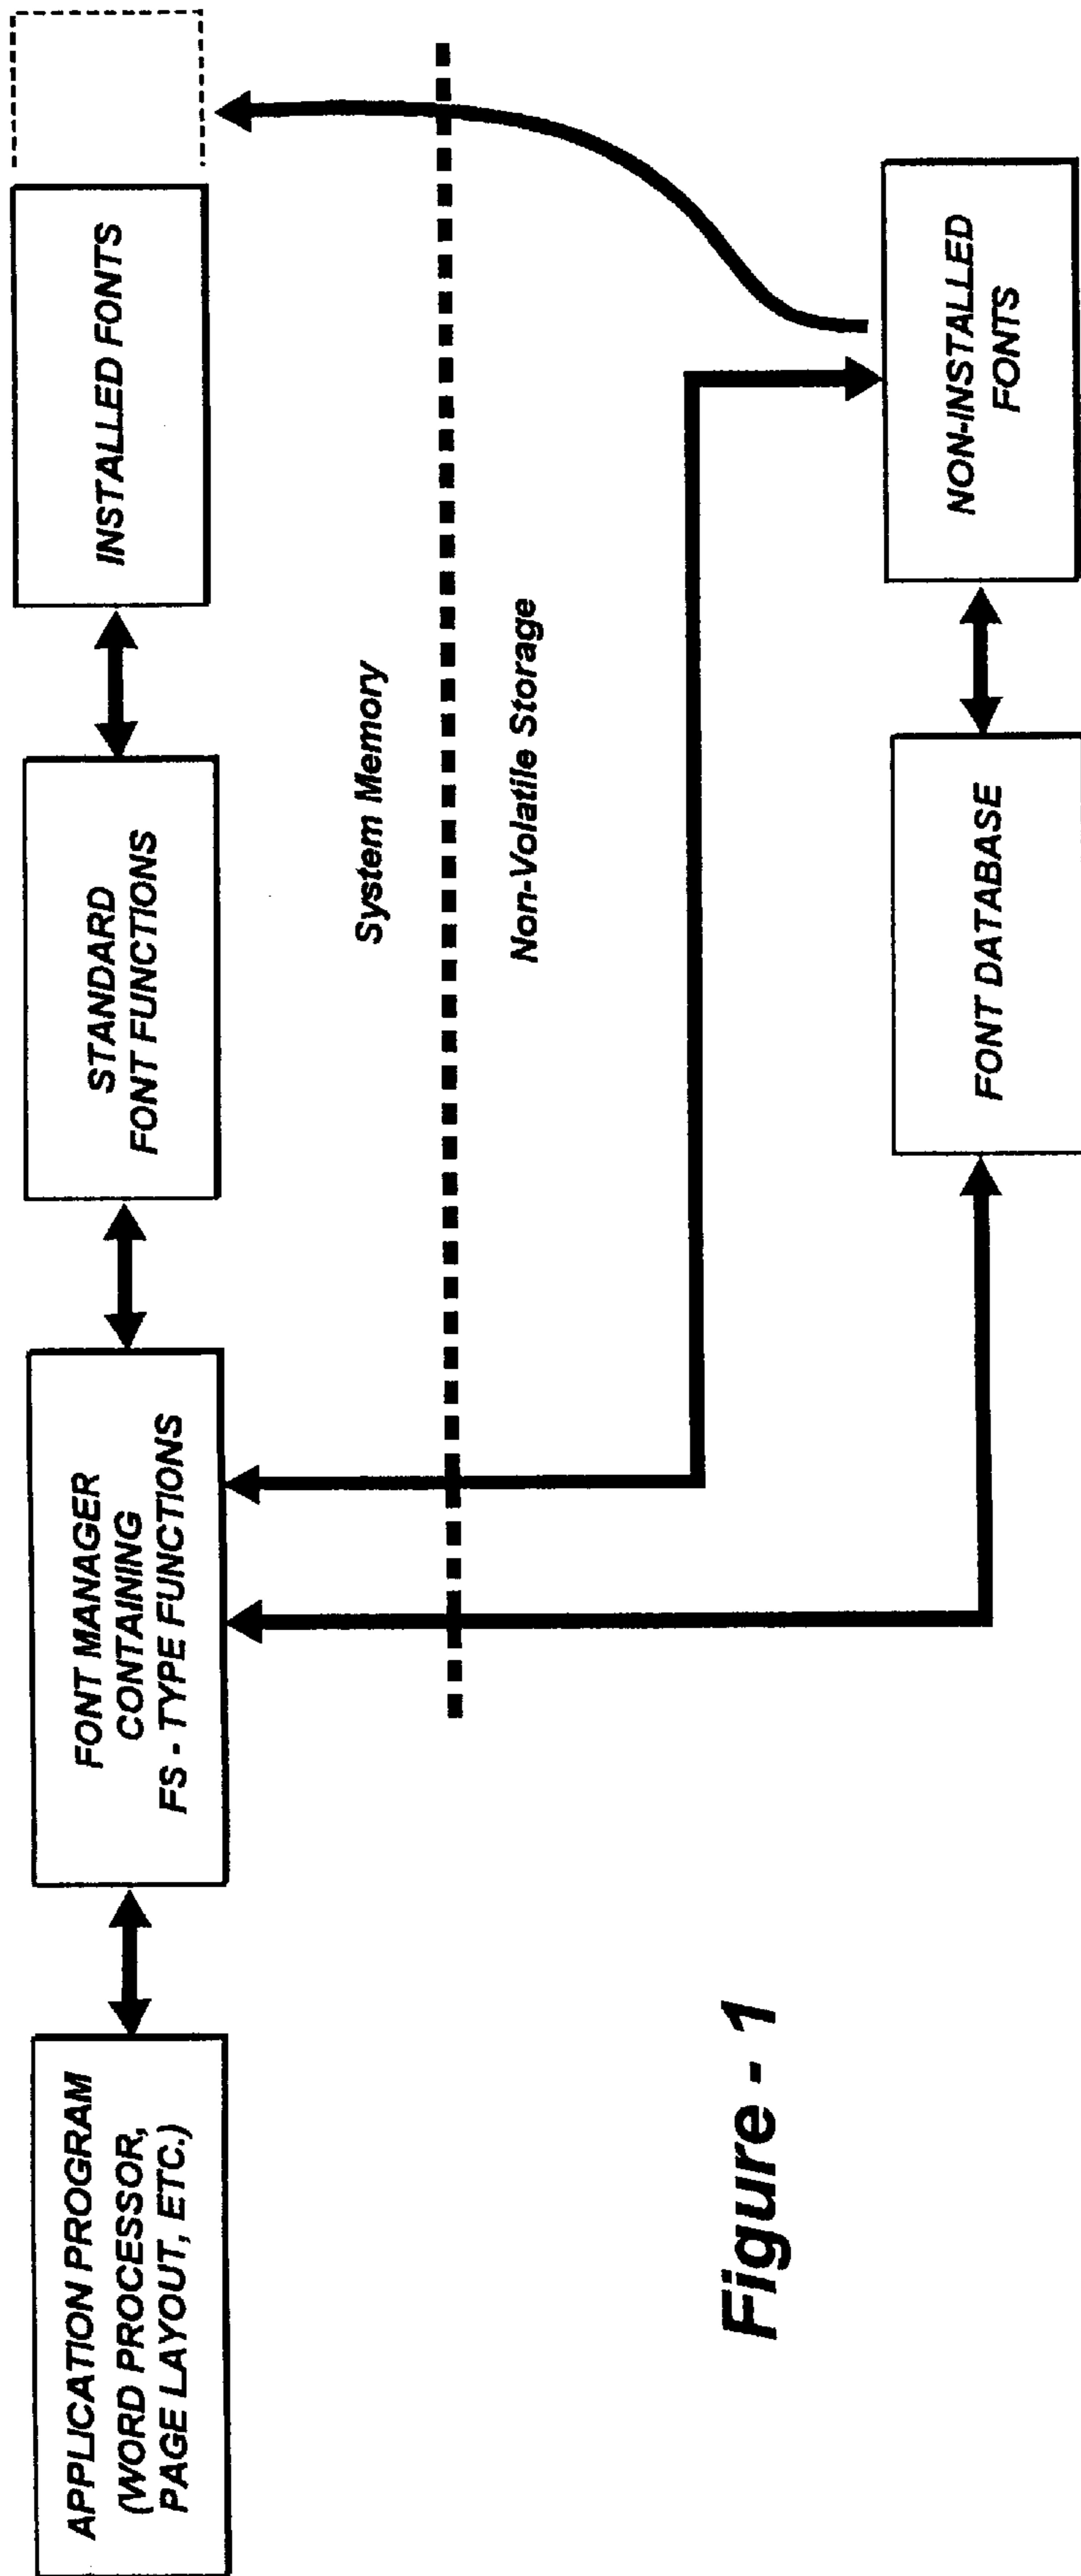 APPLICATION PROGRAM
(WORD PROCESSOR,
PAGE LAYOUT, ETC.)
FONT MANAGER
CONTAINING
FS - TYPE FUNCTIONS
STANDARD
FONT FUNCTIONS
INSTALLED FONTS
System Memory
Non-Volatile Storage
FONT DATABASE
NON-INSTALLED
FONTS
Figure - 1